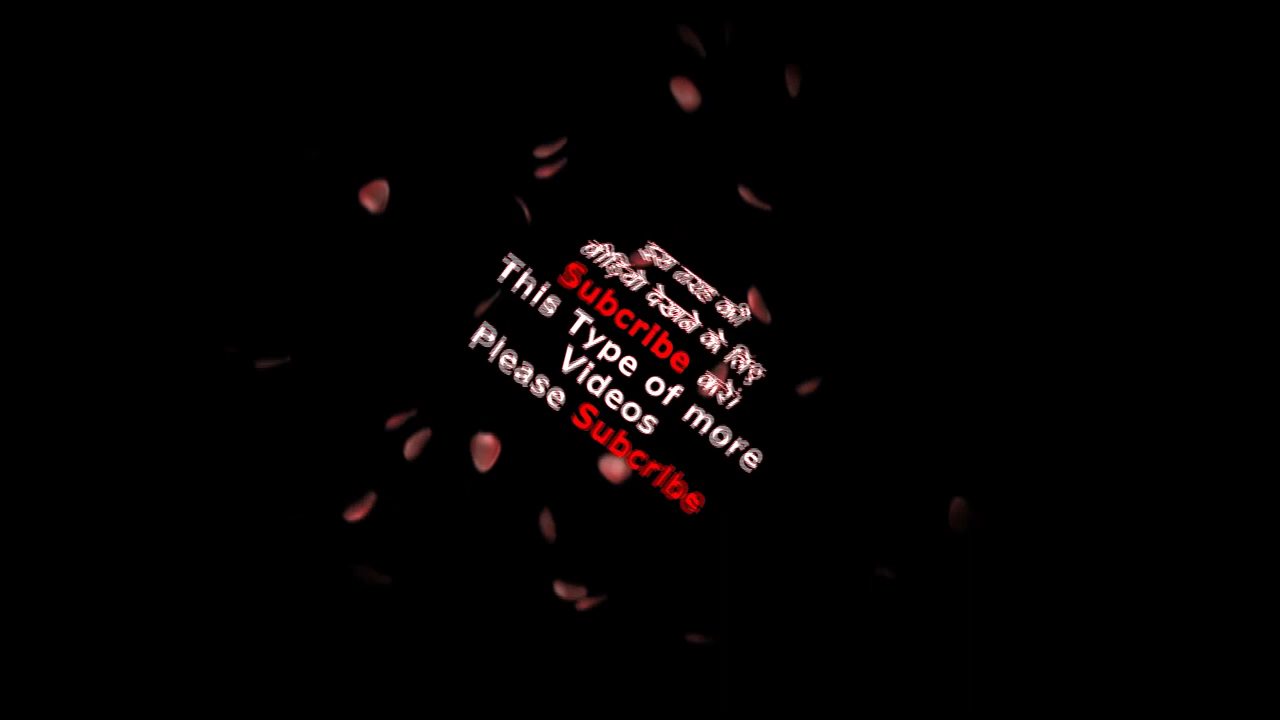 इस तरह की
वीडियो देखने के लिए
Subcribe करें।
This Type of more
Videos
Please Subcribe